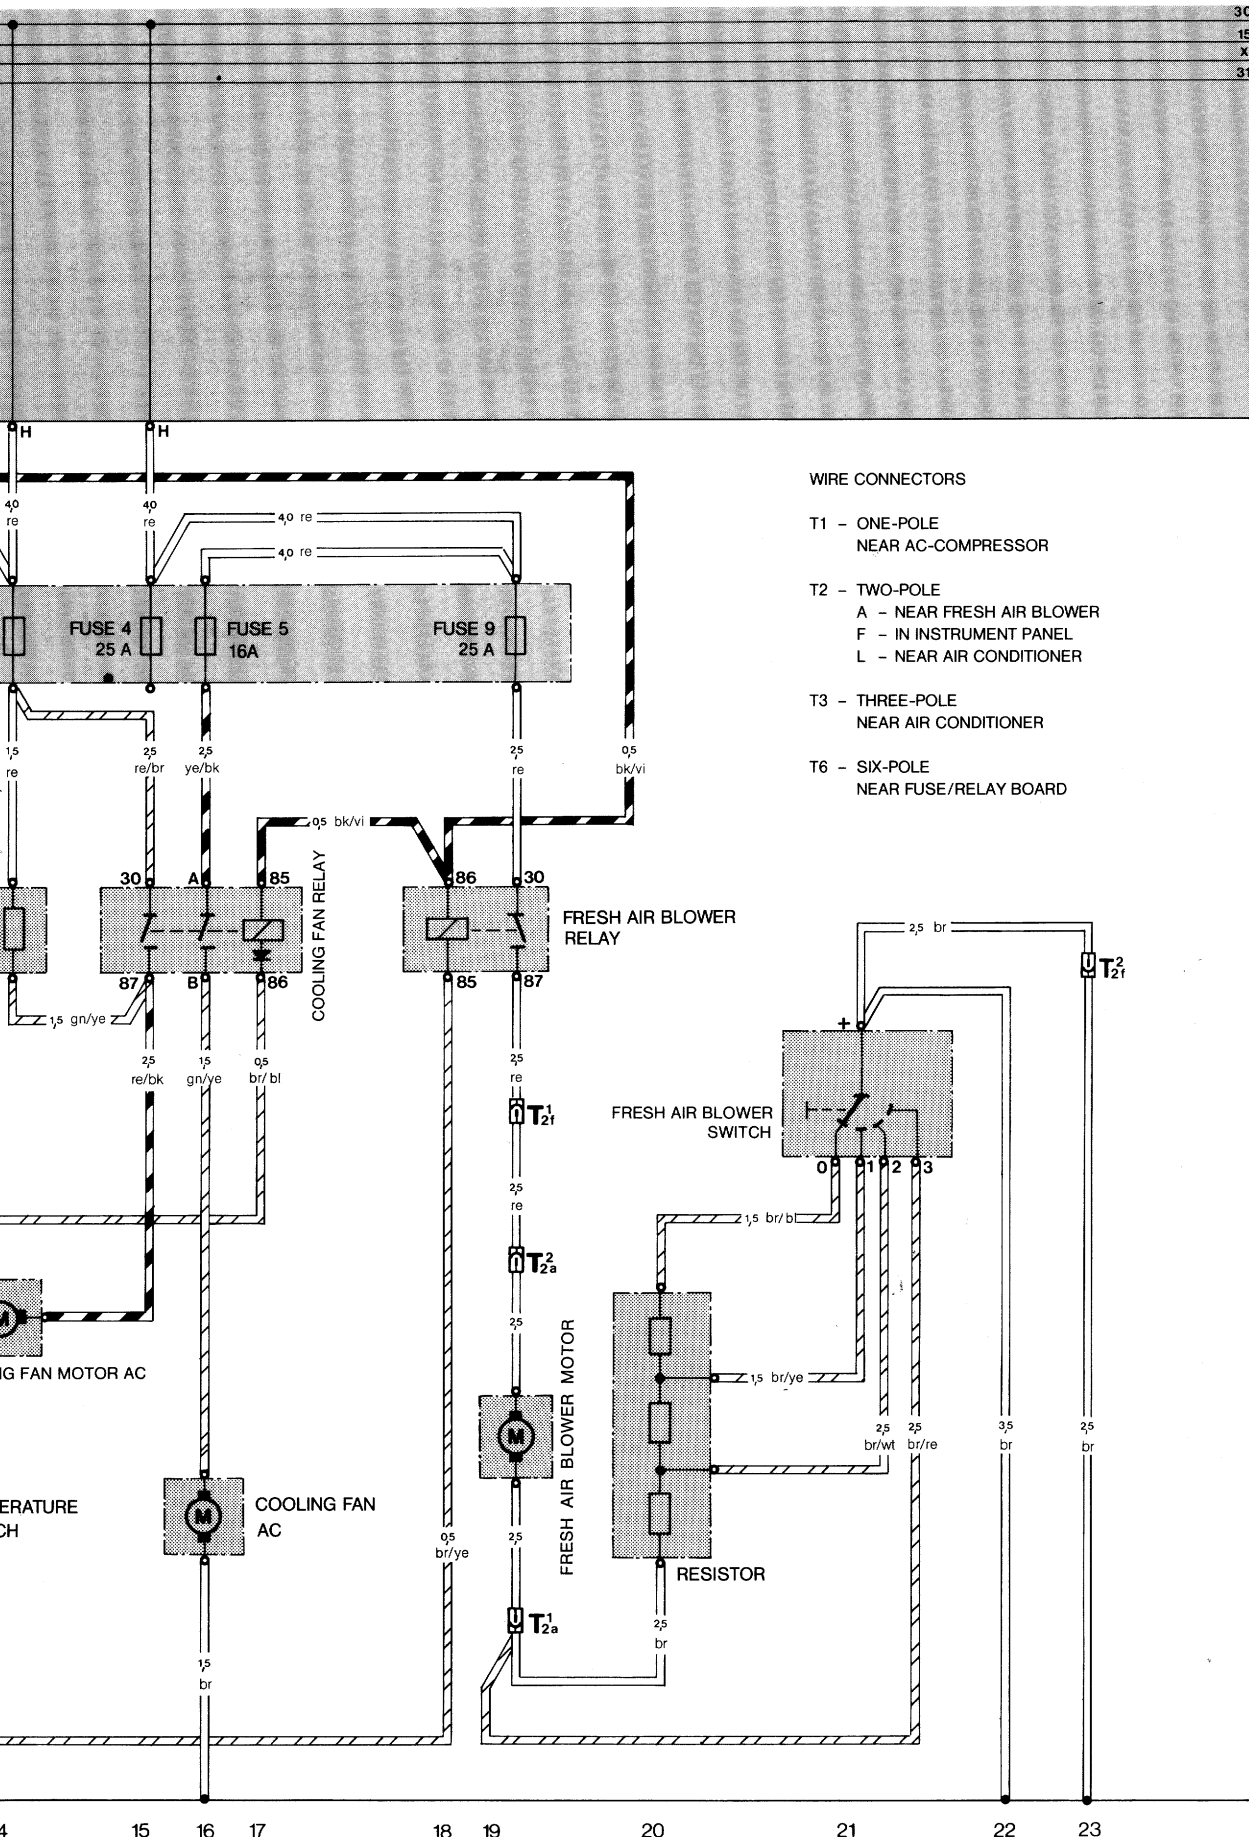 30
15
X
31
H
H
WIRE CONNECTORS
T1 – ONE-POLE
NEAR AC-COMPRESSOR
T2 – TWO-POLE
A – NEAR FRESH AIR BLOWER
F – IN INSTRUMENT PANEL
L – NEAR AIR CONDITIONER
T3 – THREE-POLE
NEAR AIR CONDITIONER
T6 – SIX-POLE
NEAR FUSE/RELAY BOARD
4,0
re
4,0
re
4,0 re
4,0 re
FUSE 4
25 A
FUSE 5
16A
FUSE 9
25 A
1,5
re
2,5
re/br
2,5
ye/bk
2,5
re
0,5
bk/vi
0,5 bk/vi
30
A
85
COOLING FAN RELAY
86
30
FRESH AIR BLOWER
RELAY
87
B
86
85
87
1,5 gn/ye
2,5
re/bk
1,5
gn/ye
0,5
br/bl
2,5
re
T1 2f
2,5
re
T2 2a
2,5
2,5 br
T2 2f
+
FRESH AIR BLOWER
SWITCH
0
1
2
3
1,5 br/bl
1,5 br/ye
2,5
br/wt
2,5
br/re
3,5
br
2,5
br
M
G FAN MOTOR AC
M
FRESH AIR BLOWER MOTOR
M
COOLING FAN
AC
ERATURE
CH
0,5
br/ye
2,5
T1 2a
RESISTOR
2,5
br
1,5
br
4
15
16
17
18
19
20
21
22
23